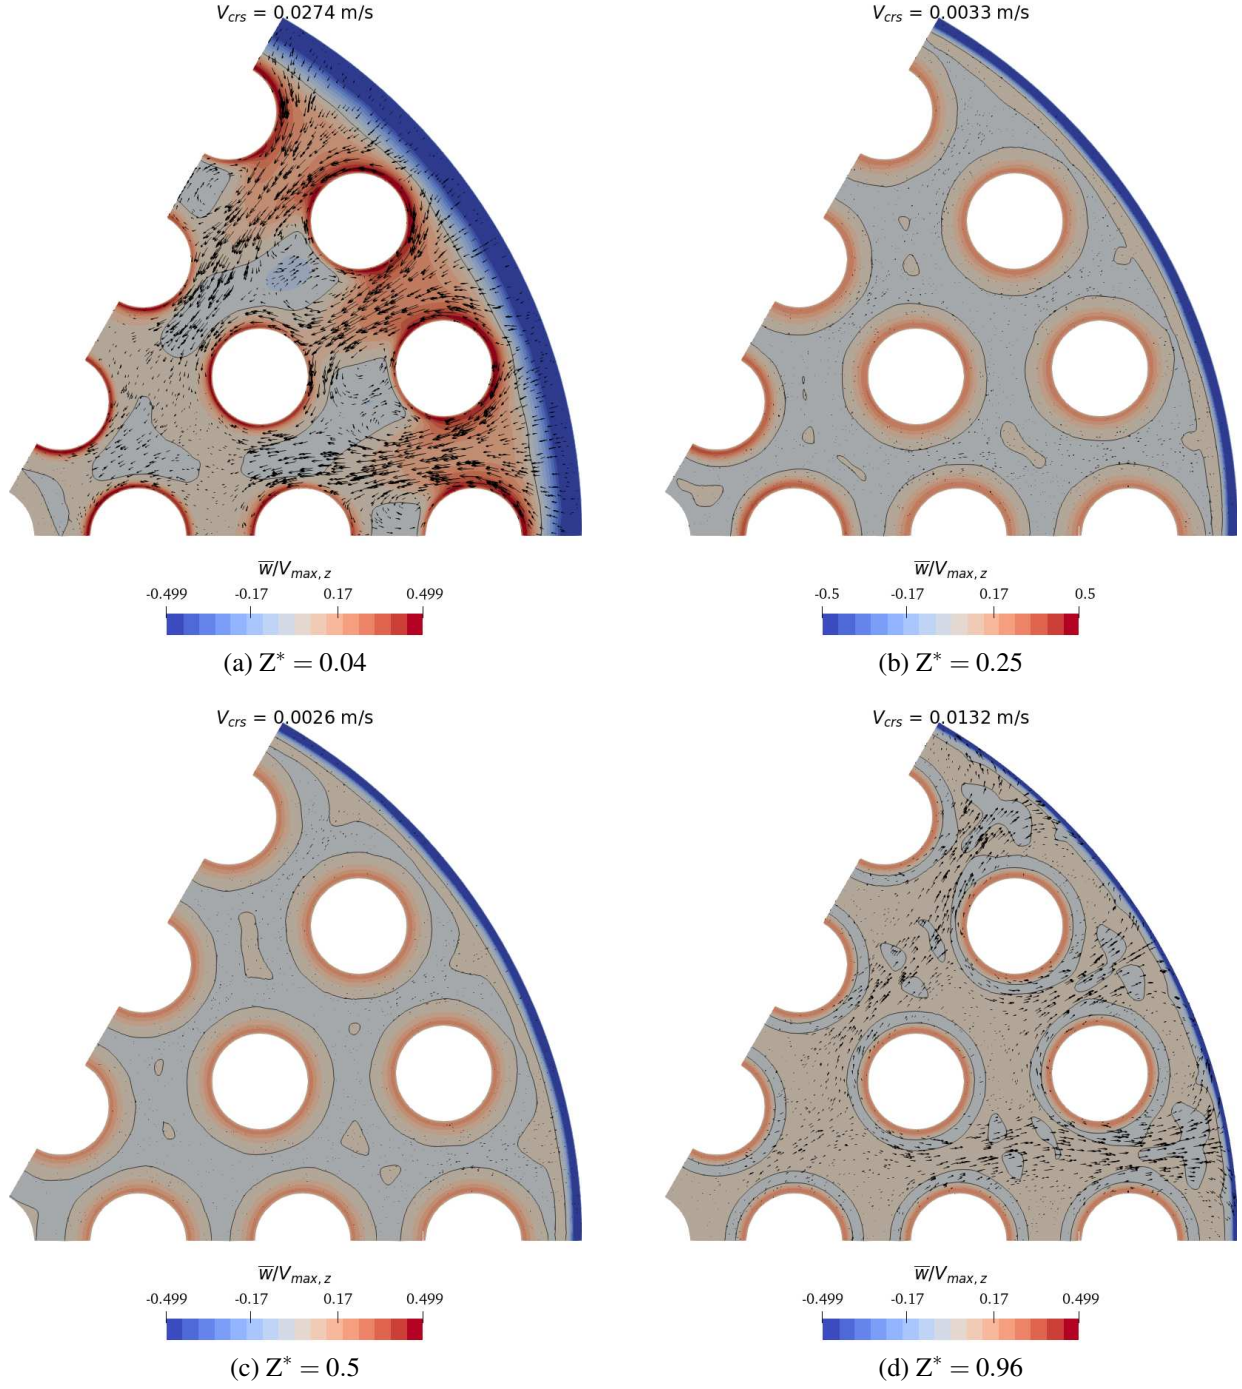 V_crs = 0.0274 m/s
w̅/V_max, z
-0.499 -0.17 0.17 0.499
(a) Z* = 0.04
V_crs = 0.0033 m/s
w̅/V_max, z
-0.5 -0.17 0.17 0.5
(b) Z* = 0.25
V_crs = 0.0026 m/s
w̅/V_max, z
-0.499 -0.17 0.17 0.499
(c) Z* = 0.5
V_crs = 0.0132 m/s
w̅/V_max, z
-0.499 -0.17 0.17 0.499
(d) Z* = 0.96